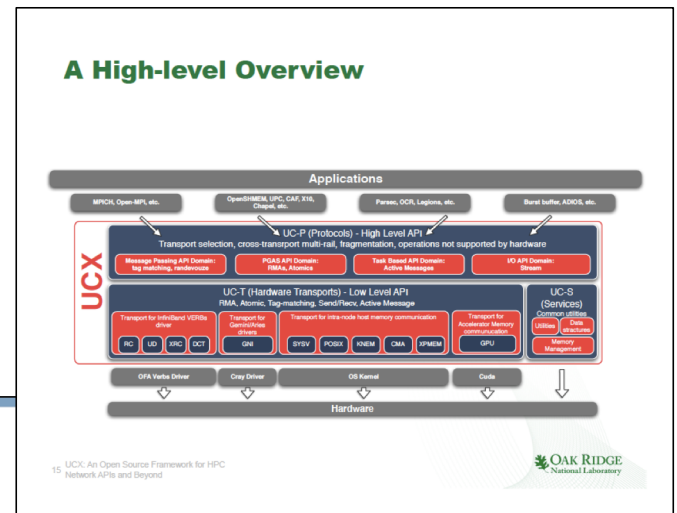 A High-level Overview
Applications
MPICH, Open-MPI, etc.
OpenSHMEM, UPC, CAF, X10,
Chapel, etc.
Parsec, OCR, Legions, etc.
Burst buffer, ADIOS, etc.
UCX
UC-P (Protocols) - High Level API
Transport selection, cross-transrport multi-rail, fragmentation, operations not supported by hardware
Message Passing API Domain:
tag matching, randevouze
PGAS API Domain:
RMAs, Atomics
Task Based API Domain:
Active Messages
I/O API Domain:
Stream
UC-T (Hardware Transports) - Low Level API
RMA, Atomic, Tag-matching, Send/Recv, Active Message
Transport for InfiniBand VERBs
driver
RC
UD
XRC
DCT
Transport for
Gemini/Aries
drivers
GNI
Transport for intra-node host memory communication
SYSV
POSIX
KNEM
CMA
XPMEM
Transport for
Accelerator Memory
communucation
GPU
UC-S
(Services)
Common utilities
Utilities
Data
stractures
Memory
Management
OFA Verbs Driver
Cray Driver
OS Kernel
Cuda
Hardware
15
UCX: An Open Source Framework for HPC
Network APIs and Beyond
OAK RIDGE
National Laboratory